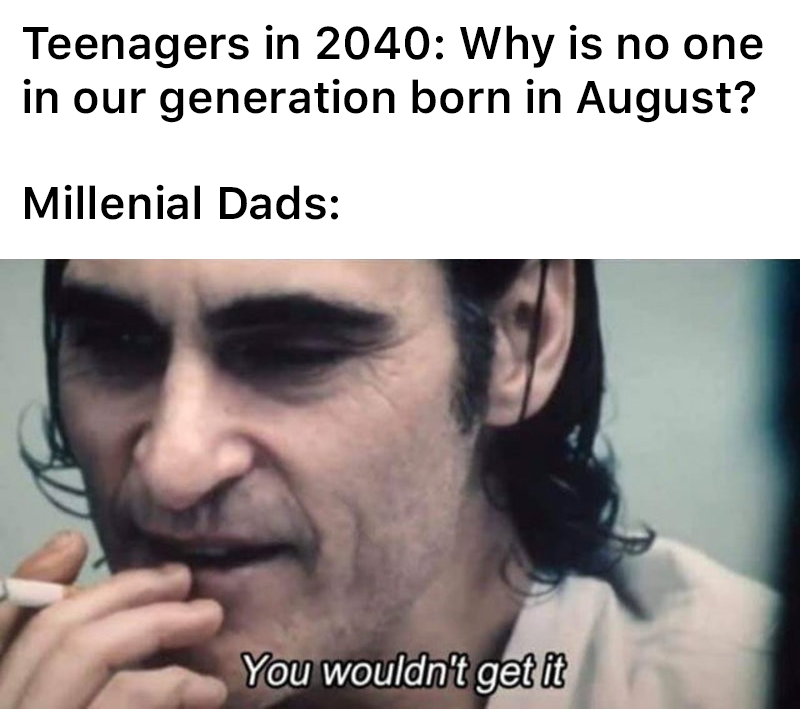 Teenagers in 2040: Why is no one
in our generation born in August?
Millenial Dads:
You wouldn't get it